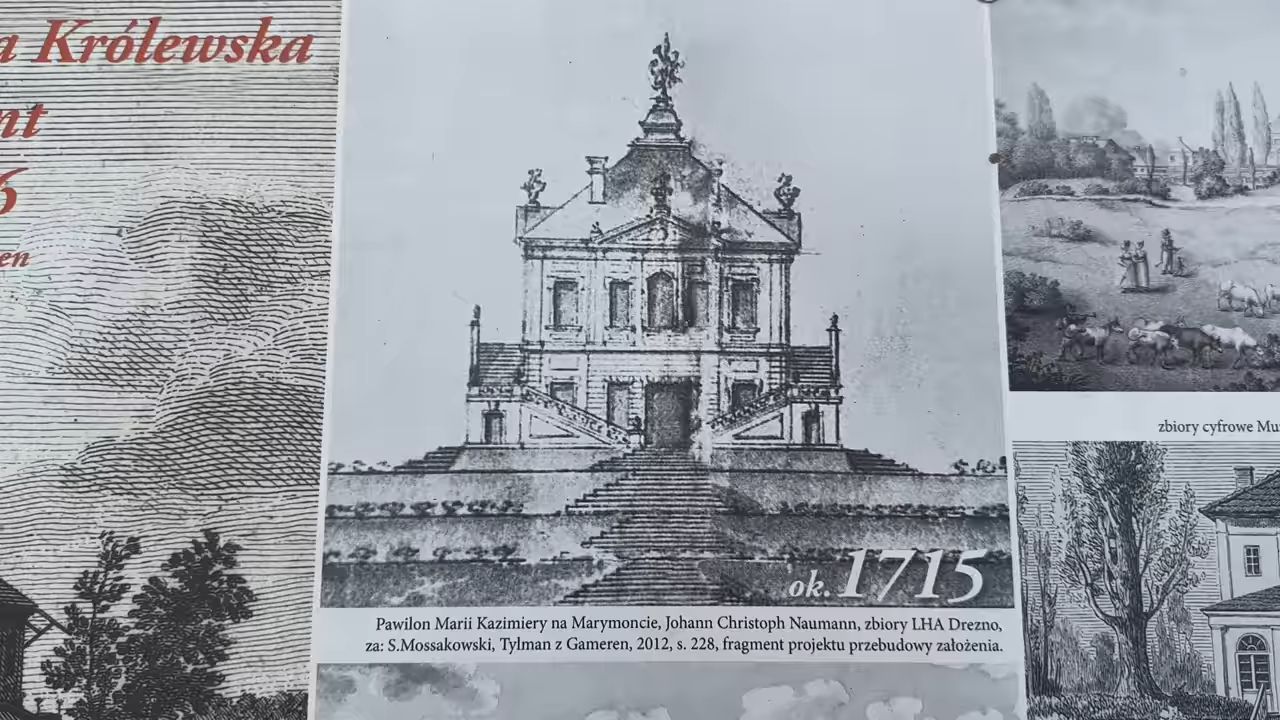 a Królewska
nt
6
en
ok. 1715
Pawilon Marii Kazimiery na Marymoncie, Johann Christoph Naumann, zbiory LHA Drezno,
za: S.Mossakowski, Tylman z Gameren, 2012, s. 228, fragment projektu przebudowy założenia.
zbiory cyfrowe Mu